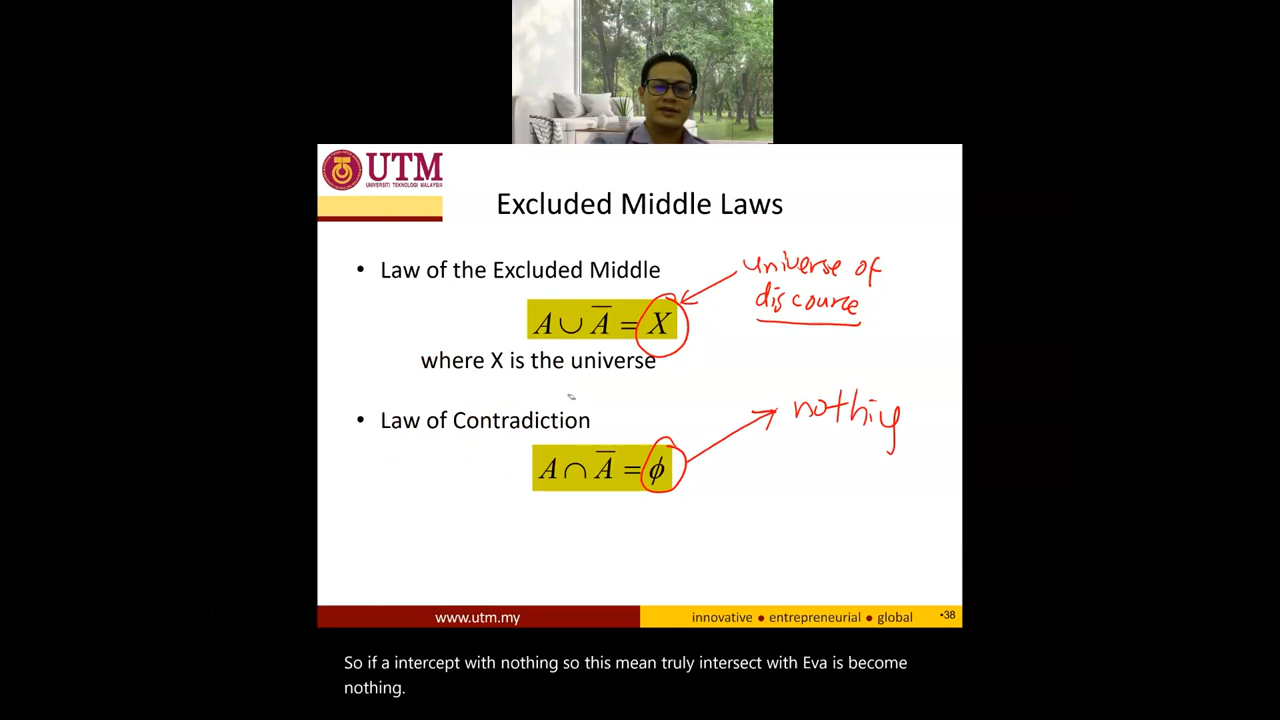 UTM
UNIVERSITI TEKNOLOGI MALAYSIA
Excluded Middle Laws
• Law of the Excluded Middle
universe of
discourse
A ∪ A̅ = X
where X is the universe
• Law of Contradiction
nothing
A ∩ A̅ = ϕ
www.utm.my
innovative ● entrepreneurial ● global
•38
So if a intercept with nothing so this mean truly intersect with Eva is become
nothing.